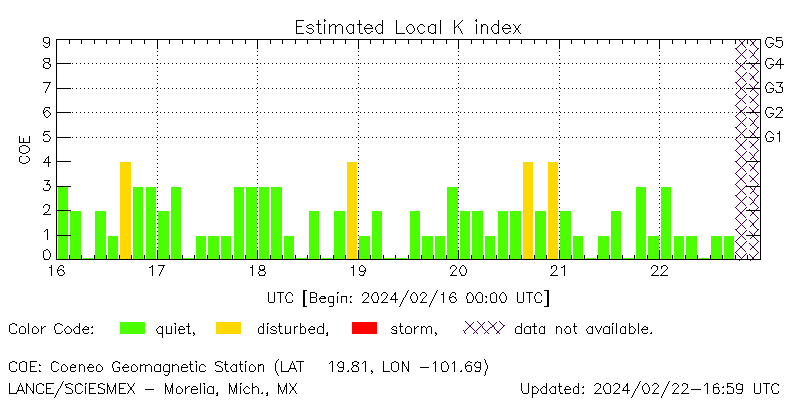 Estimated Local K index
9 G5
8 G4
7 G3
6 G2
5 G1
COE
4
3
2
1
0
16 17 18 19 20 21 22
UTC [Begin: 2024/02/16 00:00 UTC]
Color Code: quiet, disturbed, storm, data not available.
COE: Coeneo Geomagnetic Station (LAT 19.81, LON -101.69)
LANCE/SCiESMEX - Morelia, Mich., MX Updated: 2024/02/22-16:59 UTC